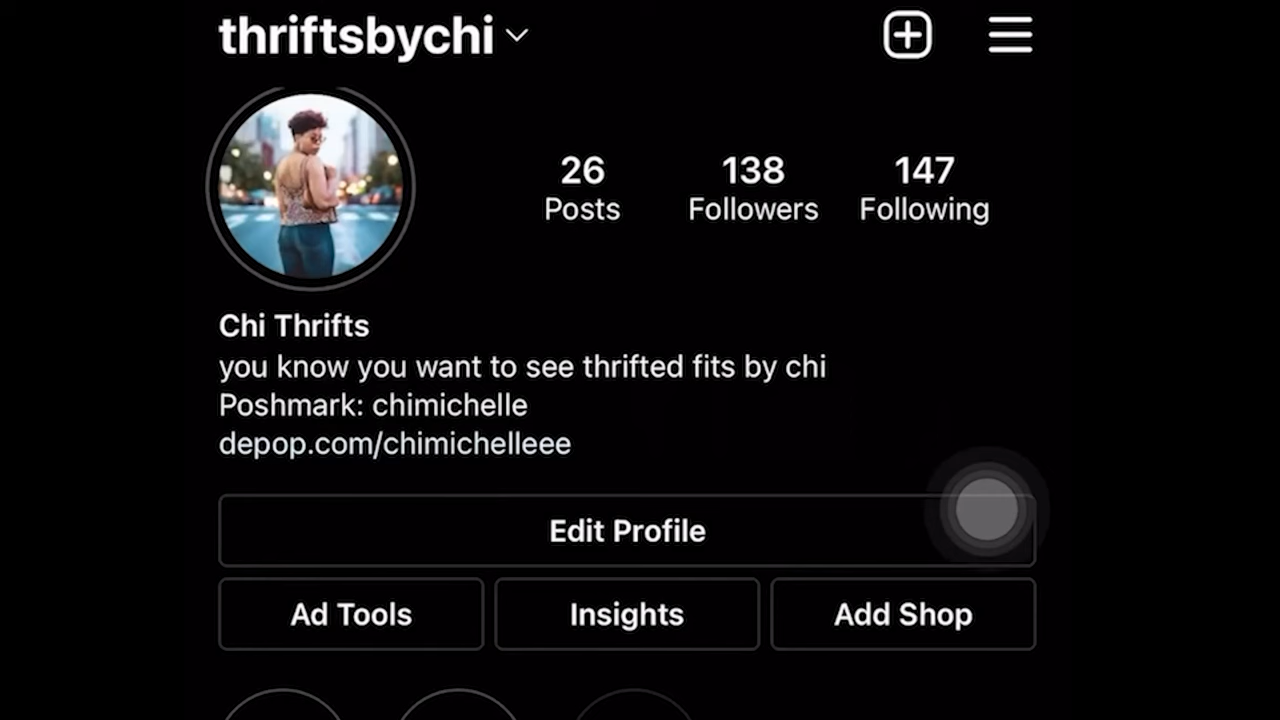 thriftsbychi
26 138 147
Posts Followers Following
Chi Thrifts
you know you want to see thrifted fits by chi
Poshmark: chimichelle
depop.com/chimichelleee
Edit Profile
Ad Tools Insights Add Shop